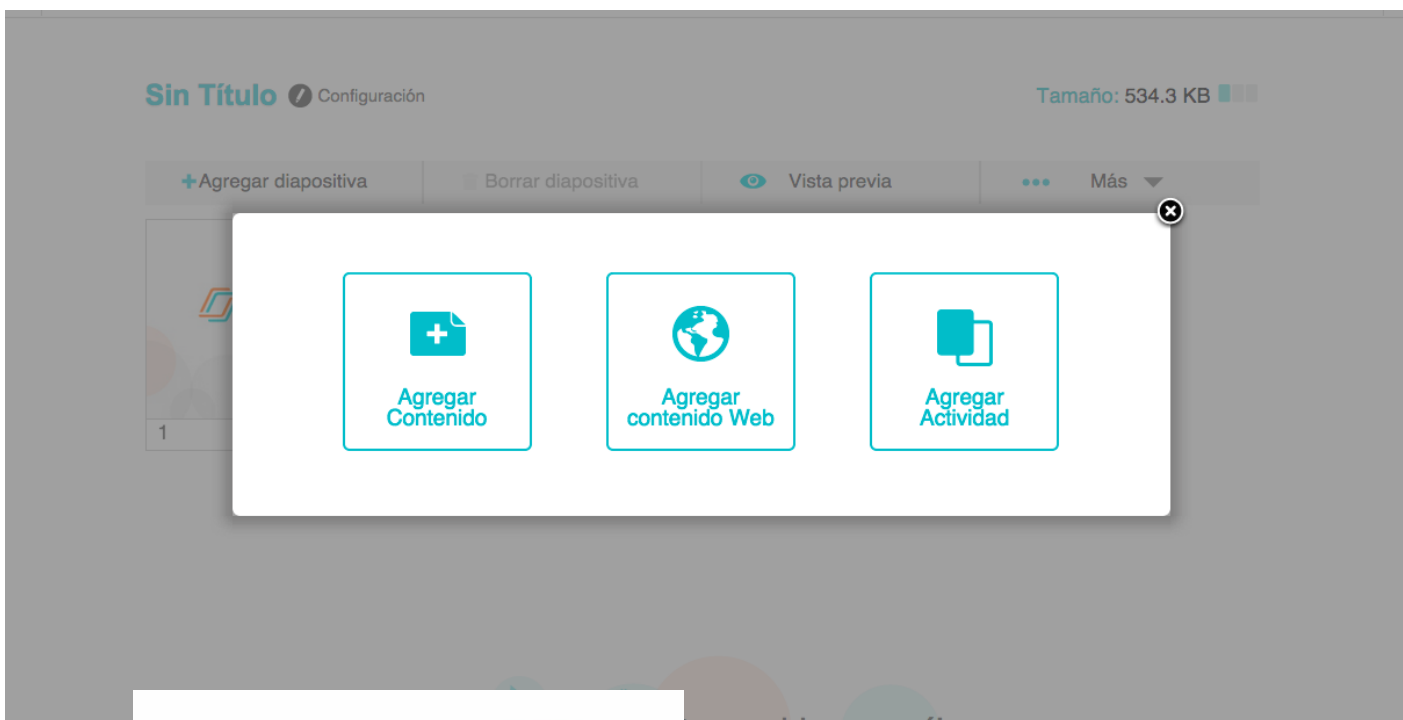 Sin Título Configuración
Tamaño: 534.3 KB
+Agregar diapositiva Borrar diapositiva Vista previa Más
Agregar
Contenido
Agregar
contenido Web
Agregar
Actividad
1